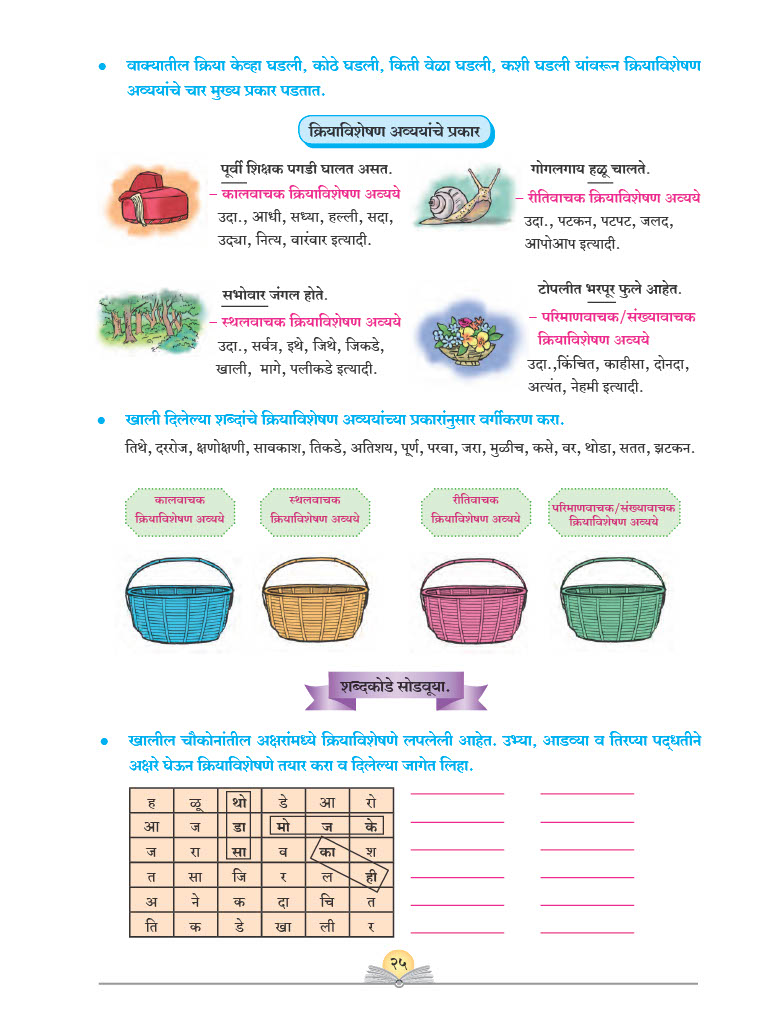 • वाक्यातील क्रिया केव्हा घडली, कोठे घडली, किती वेळा घडली, कशी घडली यांवरून क्रियाविशेषण
अव्ययांचे चार मुख्य प्रकार पडतात.
क्रियाविशेषण अव्ययांचे प्रकार
पूर्वी शिक्षक पगडी घालत असत.
– कालवाचक क्रियाविशेषण अव्यये
उदा., आधी, सध्या, हल्ली, सदा,
उद्या, नित्य, वारंवार इत्यादी.
गोगलगाय हळू चालते.
– रीतिवाचक क्रियाविशेषण अव्यये
उदा., पटकन, पटपट, जलद,
आपोआप इत्यादी.
सभोवार जंगल होते.
– स्थलवाचक क्रियाविशेषण अव्यये
उदा., सर्वत्र, इथे, जिथे, जिकडे,
खाली, मागे, पलीकडे इत्यादी.
टोपलीत भरपूर फुले आहेत.
– परिमाणवाचक/संख्यावाचक
क्रियाविशेषण अव्यये
उदा.,किंचित, काहीसा, दोनदा,
अत्यंत, नेहमी इत्यादी.
• खाली दिलेल्या शब्दांचे क्रियाविशेषण अव्ययांच्या प्रकारांनुसार वर्गीकरण करा.
तिथे, दररोज, क्षणोक्षणी, सावकाश, तिकडे, अतिशय, पूर्ण, परवा, जरा, मुळीच, कसे, वर, थोडा, सतत, झटकन.
कालवाचक
क्रियाविशेषण अव्यये
स्थलवाचक
क्रियाविशेषण अव्यये
रीतिवाचक
क्रियाविशेषण अव्यये
परिमाणवाचक/संख्यावाचक
क्रियाविशेषण अव्यये
शब्दकोडे सोडवूया.
• खालील चौकोनांतील अक्षरांमध्ये क्रियाविशेषणे लपलेली आहेत. उभ्या, आडव्या व तिरप्या पद्धतीने
अक्षरे घेऊन क्रियाविशेषणे तयार करा व दिलेल्या जागेत लिहा.
ह ळू थो डे आ रो
आ ज डा मो ज के
ज रा सा व का श
त सा जि र ल ही
अ ने क दा चि त
ति क डे खा ली र
२५